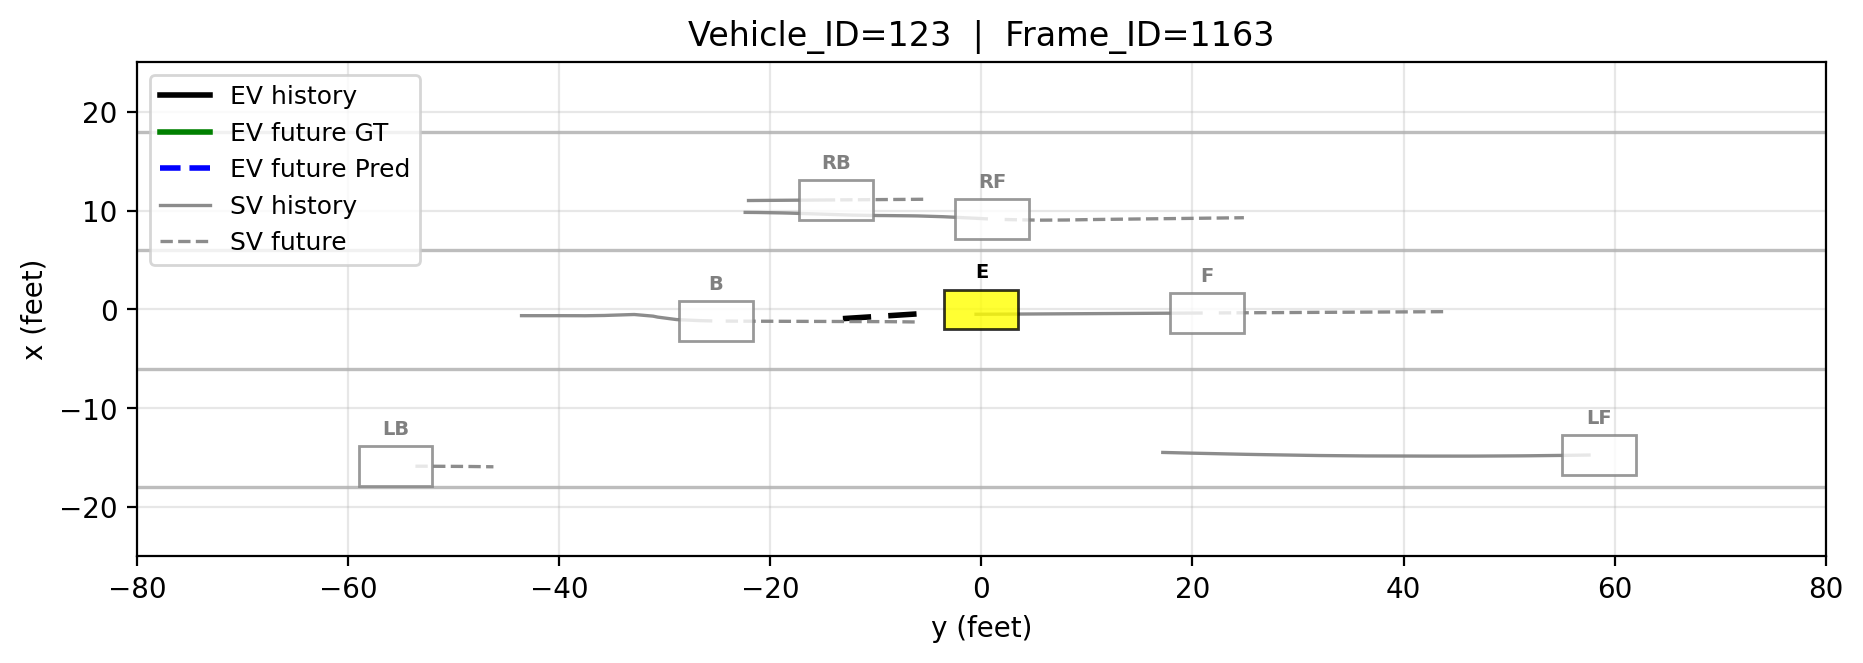 Vehicle_ID=123  |  Frame_ID=1163
EV history
EV future GT
EV future Pred
SV history
SV future
RB
RF
E
B
F
LB
LF
20
10
0
−10
−20
x (feet)
−80
−60
−40
−20
0
20
40
60
80
y (feet)